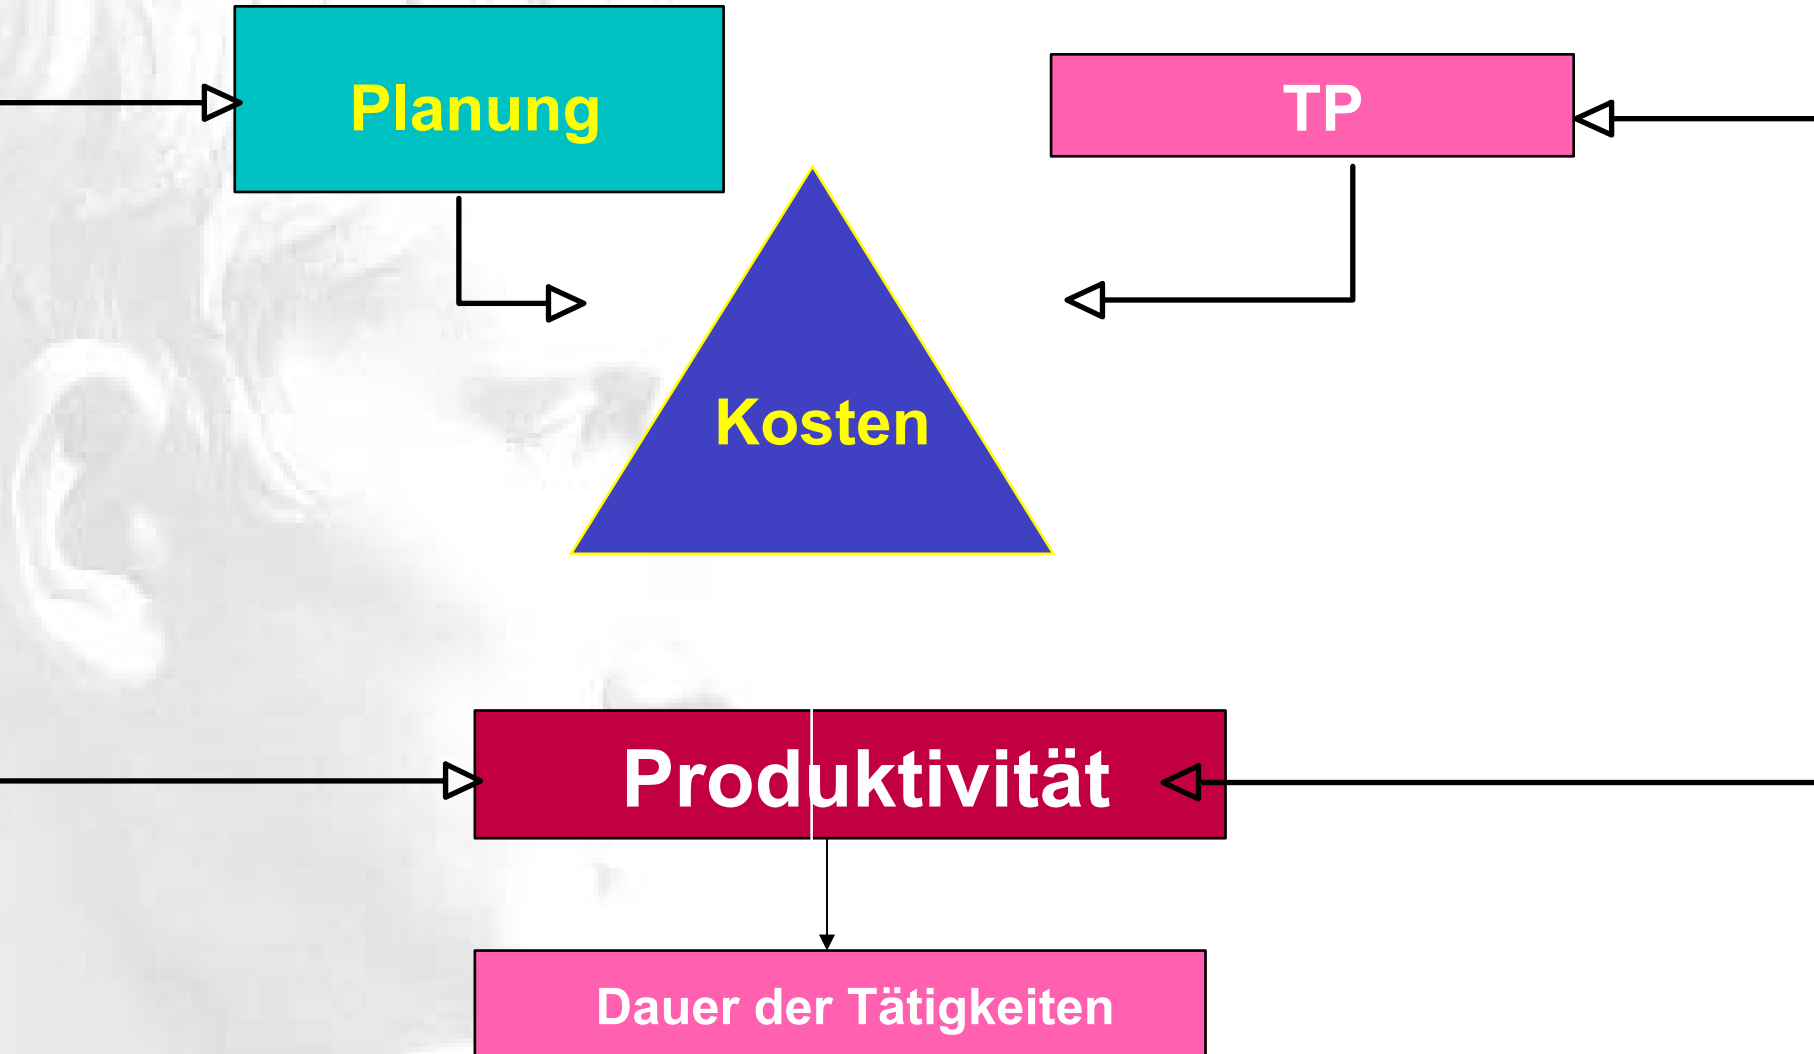 Planung
TP
Kosten
Produktivität
Dauer der Tätigkeiten